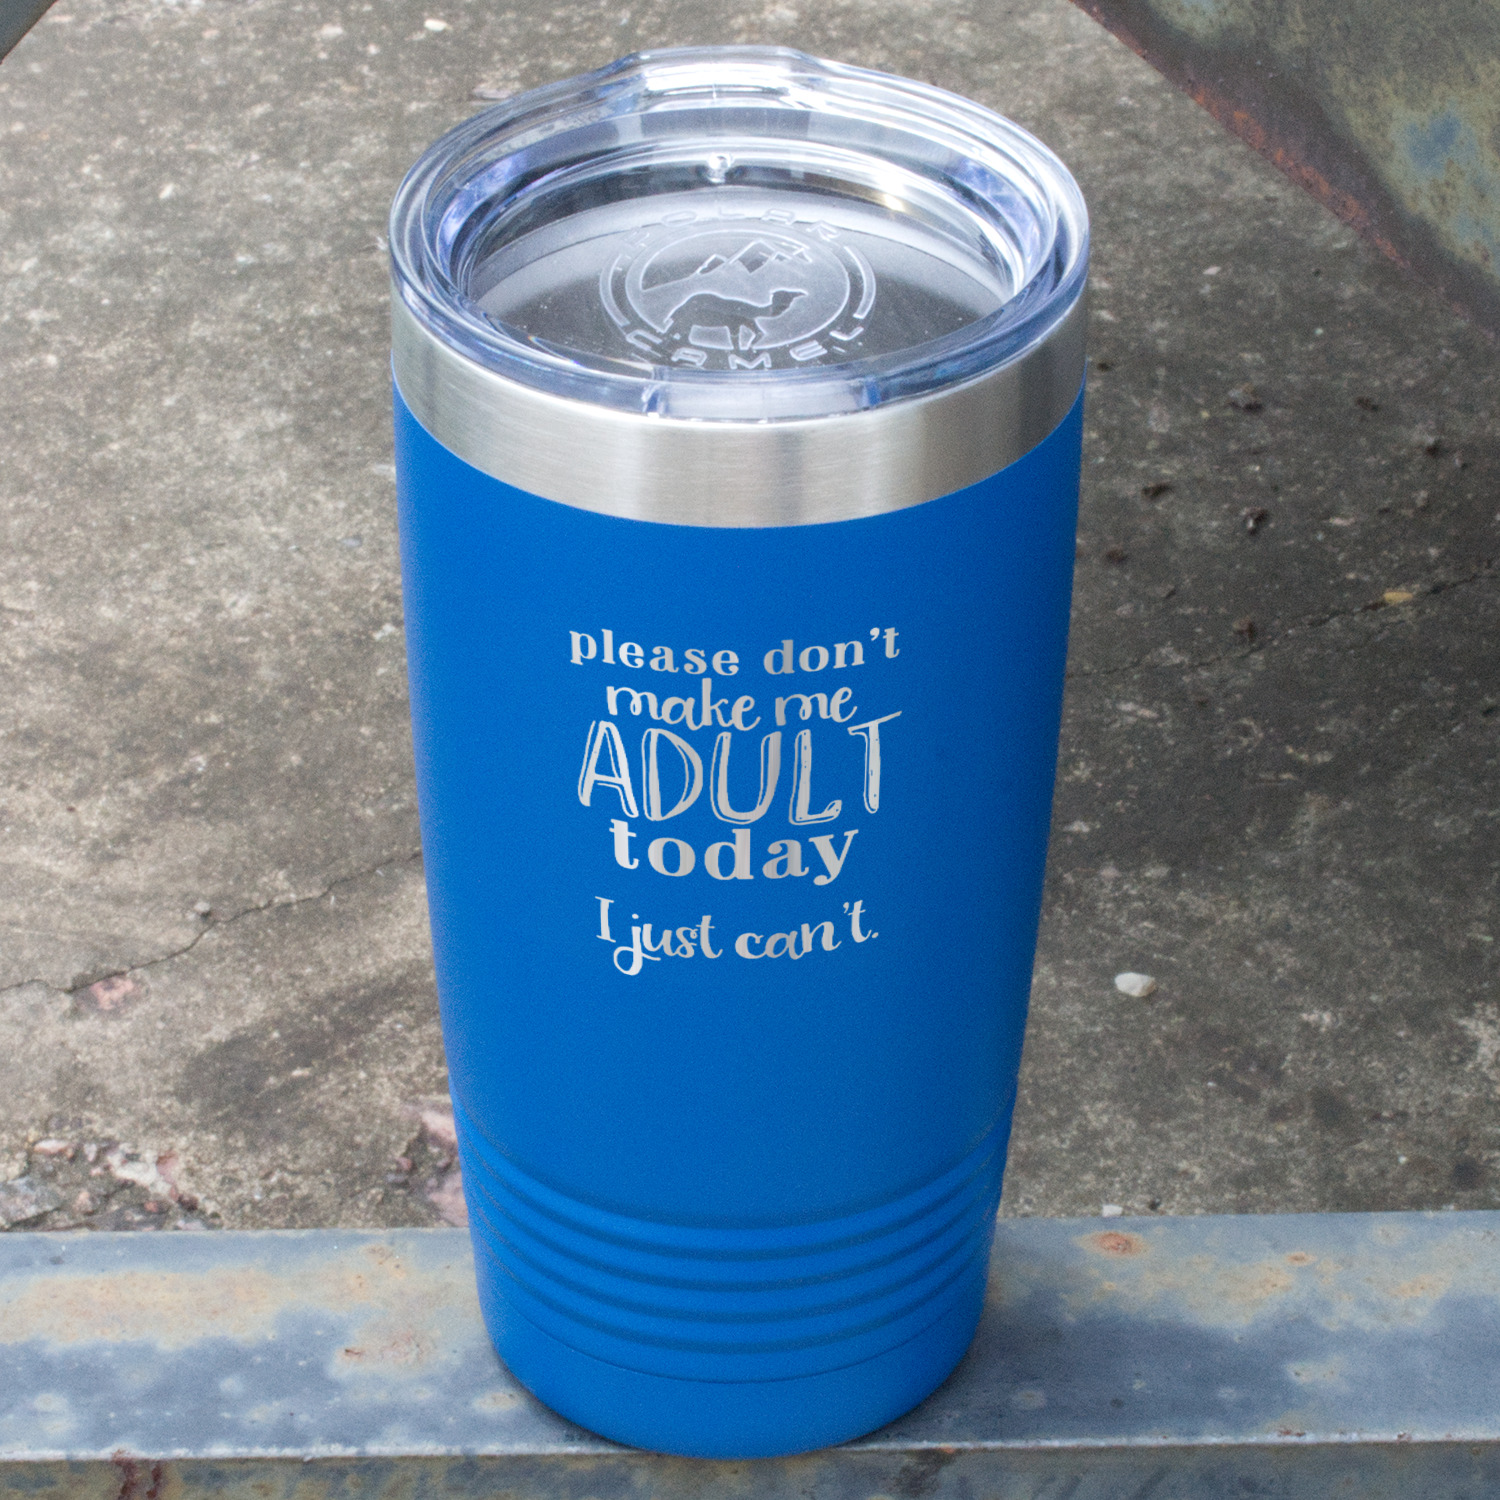 POLAR
CAMEL
please don't
make me
ADULT
today
I just can't.